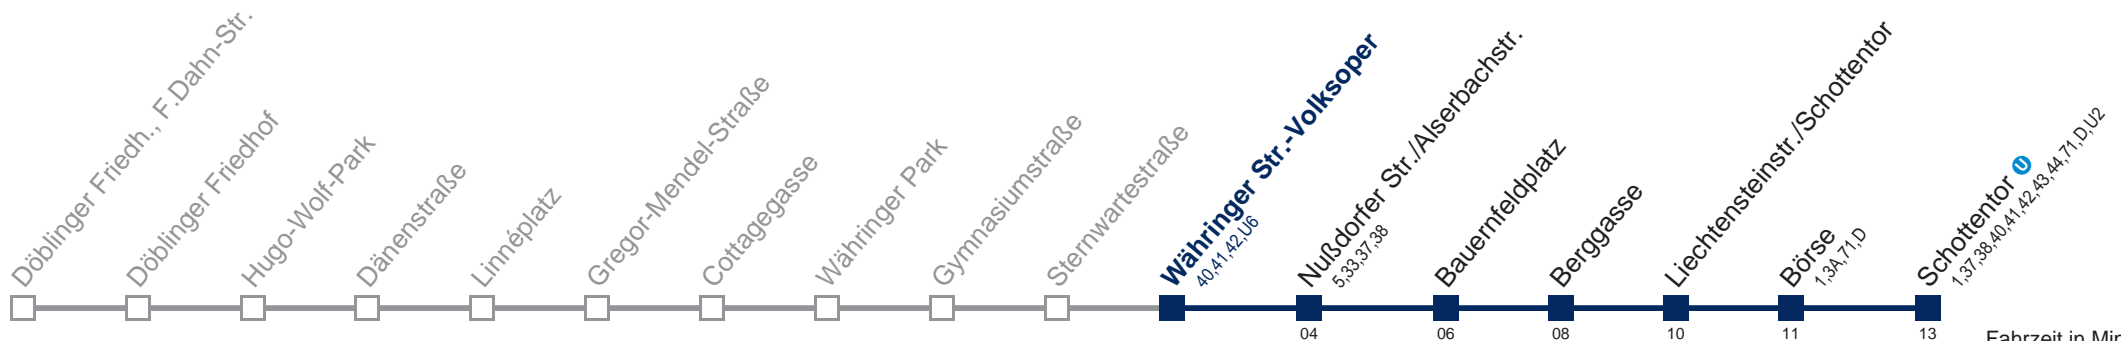 Döblinger Friedh., F.Dahn-Str.
Döblinger Friedhof
Hugo-Wolf-Park
Dänenstraße
Linnéplatz
Gregor-Mendel-Straße
Cottagegasse
Währinger Park
Gymnasiumstraße
Sternwartestraße
Währinger Str.-Volksoper
40,41,42,U6
Nußdorfer Str./Alserbachstr.
5,33,37,38
Bauernfeldplatz
Berggasse
Liechtensteinstr./Schottentor
Börse
1,3A,71,D
Schottentor U
1,37,38,40,41,42,43,44,71,D,U2
04 06 08 10 11 13
Fahrzeit in Min